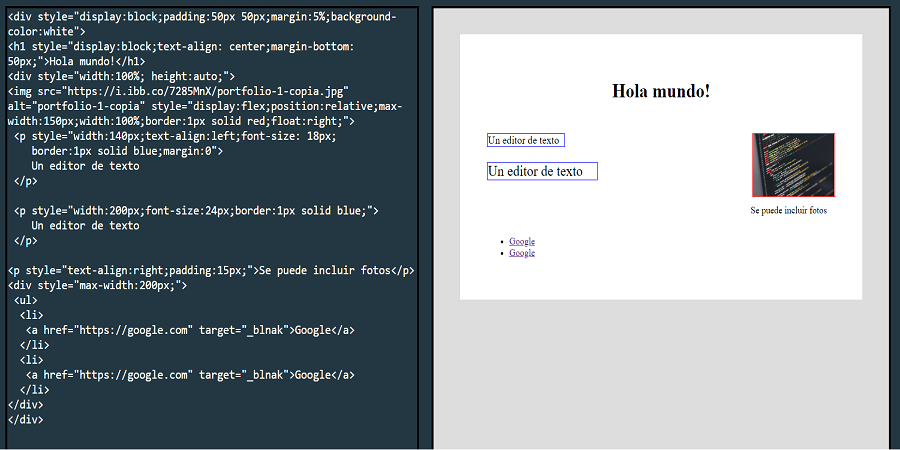 <div style="display:block;padding:50px 50px;margin:5%;background-
color:white">
<h1 style="display:block;text-align: center;margin-bottom:
50px;">Hola mundo!</h1>
<div style="width:100%; height:auto;">
<img src="https://i.ibb.co/7285MnX/portfolio-1-copia.jpg"
alt="portfolio-1-copia" style="display:flex;position:relative;max-
width:150px;width:100%;border:1px solid red;float:right;">
<p style="width:140px;text-align:left;font-size: 18px;
border:1px solid blue;margin:0">
Un editor de texto
</p>
<p style="width:200px;font-size:24px;border:1px solid blue;">
Un editor de texto
</p>
<p style="text-align:right;padding:15px;">Se puede incluir fotos</p>
<div style="max-width:200px;">
<ul>
<li>
<a href="https://google.com" target="_blnak">Google</a>
</li>
<li>
<a href="https://google.com" target="_blnak">Google</a>
</li>
</div>
</div>
Hola mundo!
Un editor de texto
Un editor de texto
Se puede incluir fotos
Google
Google